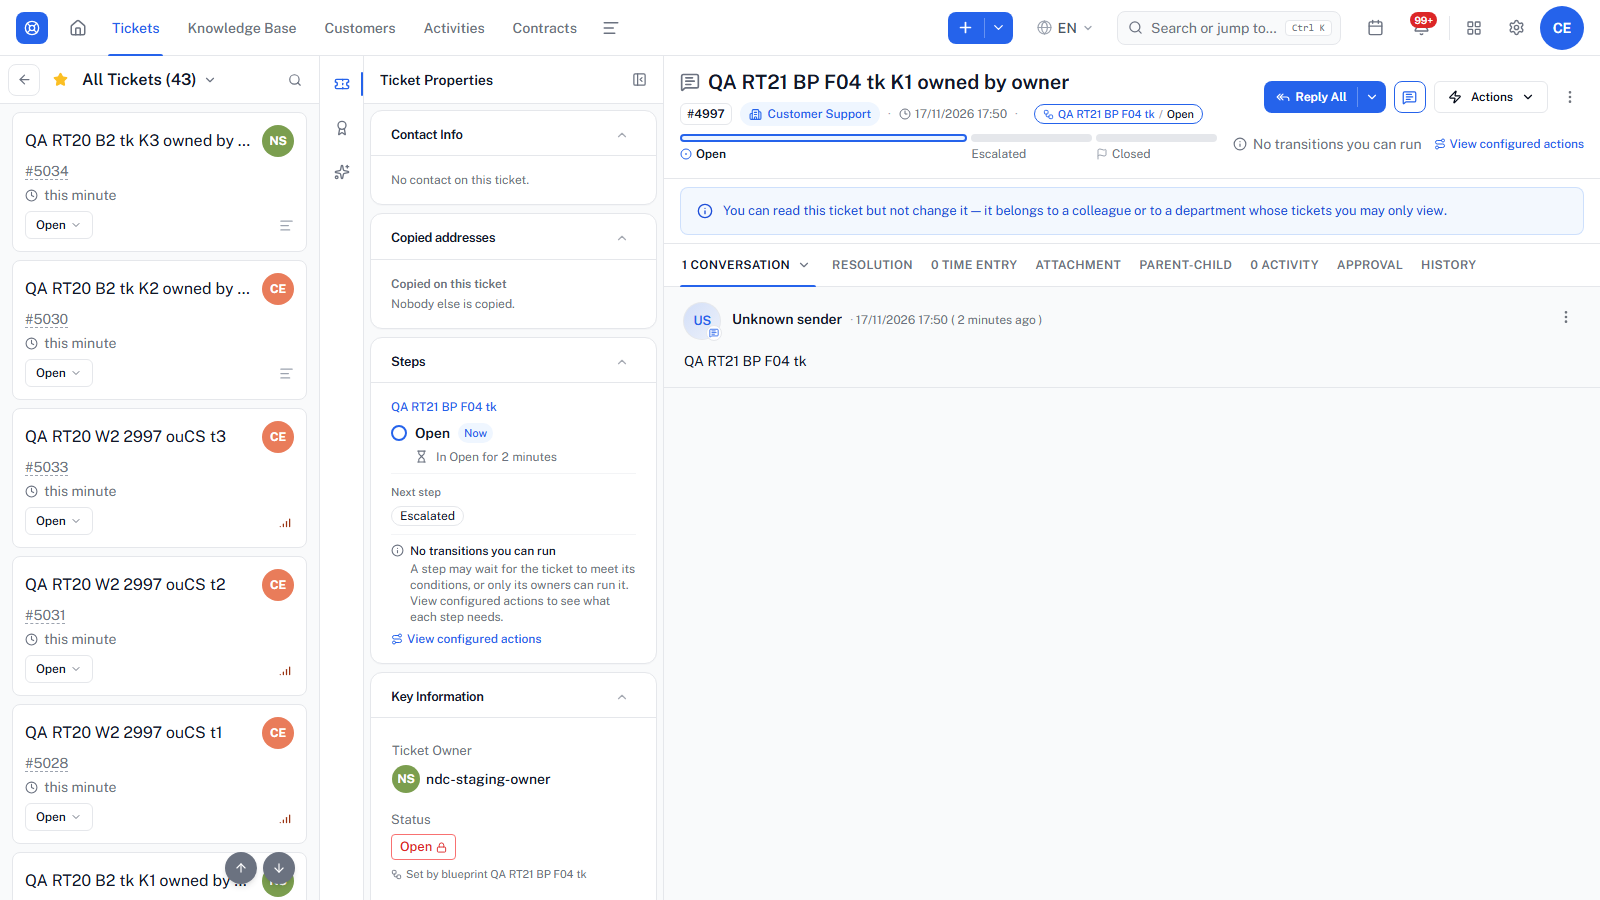 Tickets
Knowledge Base
Customers
Activities
Contracts
EN
Search or jump to...
Ctrl K
99+
CE
All Tickets (43)
QA RT20 B2 tk K3 owned by ...
NS
#5034
this minute
Open
QA RT20 B2 tk K2 owned by ...
CE
#5030
this minute
Open
QA RT20 W2 2997 ouCS t3
CE
#5033
this minute
Open
QA RT20 W2 2997 ouCS t2
CE
#5031
this minute
Open
QA RT20 W2 2997 ouCS t1
CE
#5028
this minute
Open
QA RT20 B2 tk K1 owned by ...
Ticket Properties
Contact Info
No contact on this ticket.
Copied addresses
Copied on this ticket
Nobody else is copied.
Steps
QA RT21 BP F04 tk
Open Now
In Open for 2 minutes
Next step
Escalated
No transitions you can run
A step may wait for the ticket to meet its
conditions, or only its owners can run it.
View configured actions to see what
each step needs.
View configured actions
Key Information
Ticket Owner
NS ndc-staging-owner
Status
Open
Set by blueprint QA RT21 BP F04 tk
QA RT21 BP F04 tk K1 owned by owner
#4997
Customer Support
· 17/11/2026 17:50 ·
QA RT21 BP F04 tk / Open
Reply All
Actions
Open
Escalated
Closed
No transitions you can run
View configured actions
You can read this ticket but not change it — it belongs to a colleague or to a department whose tickets you may only view.
1 CONVERSATION
RESOLUTION
0 TIME ENTRY
ATTACHMENT
PARENT-CHILD
0 ACTIVITY
APPROVAL
HISTORY
US
Unknown sender · 17/11/2026 17:50 ( 2 minutes ago )
QA RT21 BP F04 tk